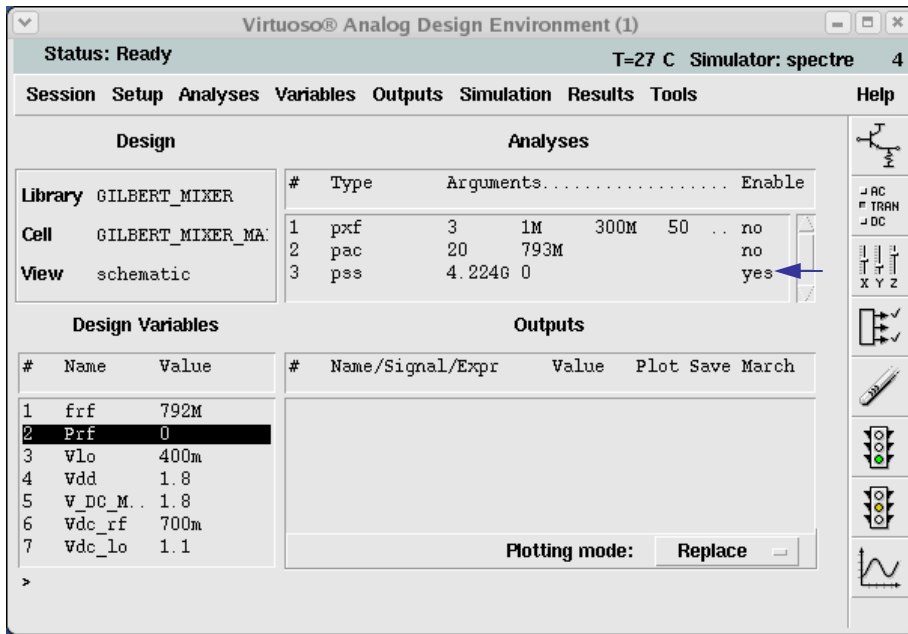 Virtuoso® Analog Design Environment (1)
Status: Ready
T=27 C Simulator: spectre 4
Session Setup Analyses Variables Outputs Simulation Results Tools Help
Design
Library GILBERT_MIXER
Cell GILBERT_MIXER_MA
View schematic
Analyses
# Type Arguments.................. Enable
1 pxf 3 1M 300M 50 .. no
2 pac 20 793M no
3 pss 4.224G 0 yes
Design Variables
# Name Value
1 frf 792M
2 Prf 0
3 Vlo 400m
4 Vdd 1.8
5 V_DC_M.. 1.8
6 Vdc_rf 700m
7 Vdc_lo 1.1
>
Outputs
# Name/Signal/Expr Value Plot Save March
Plotting mode: Replace
AC
TRAN
DC
X Y Z